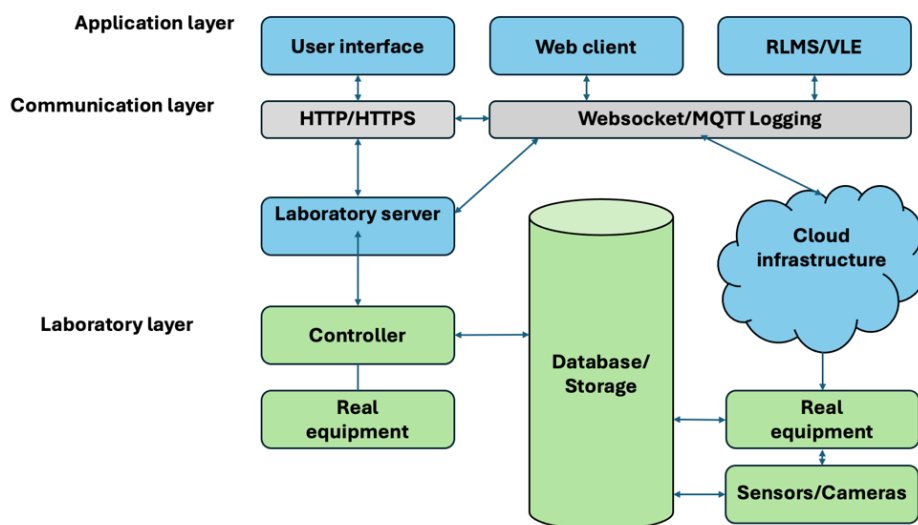 Application layer
User interface
Web client
RLMS/VLE
Communication layer
HTTP/HTTPS
Websocket/MQTT Logging
Laboratory server
Cloud
infrastructure
Laboratory layer
Controller
Database/
Storage
Real
equipment
Real
equipment
Sensors/Cameras